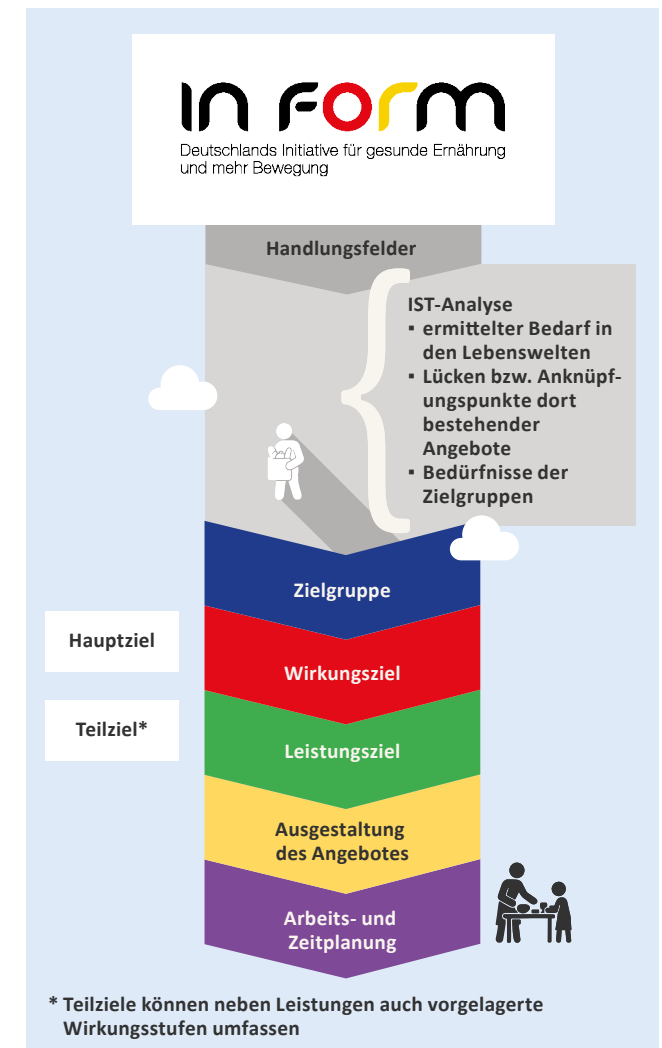 IN FORM
Deutschlands Initiative für gesunde Ernährung
und mehr Bewegung
Handlungsfelder
IST-Analyse
▪ ermittelter Bedarf in
den Lebenswelten
▪ Lücken bzw. Anknüpf-
ungspunkte dort
bestehender
Angebote
▪ Bedürfnisse der
Zielgruppen
Zielgruppe
Hauptziel
Wirkungsziel
Teilziel*
Leistungsziel
Ausgestaltung
des Angebotes
Arbeits- und
Zeitplanung
* Teilziele können neben Leistungen auch vorgelagerte
Wirkungsstufen umfassen